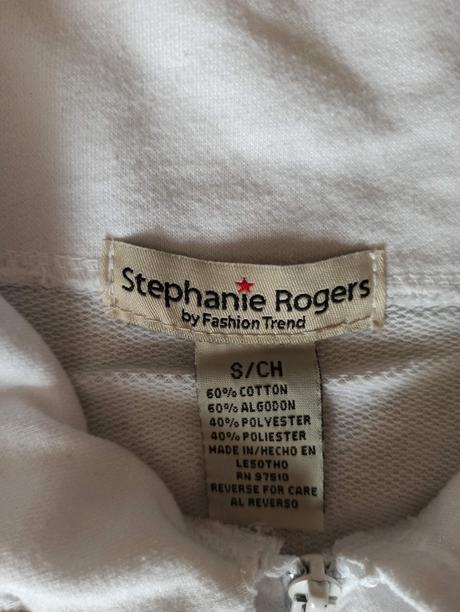 Stephanie Rogers
by Fashion Trend
S/CH
60% COTTON
60% ALGODON
40% POLYESTER
40% POLIESTER
MADE IN/HECHO EN
LESOTHO
RN 97510
REVERSE FOR CARE
AL REVERSO